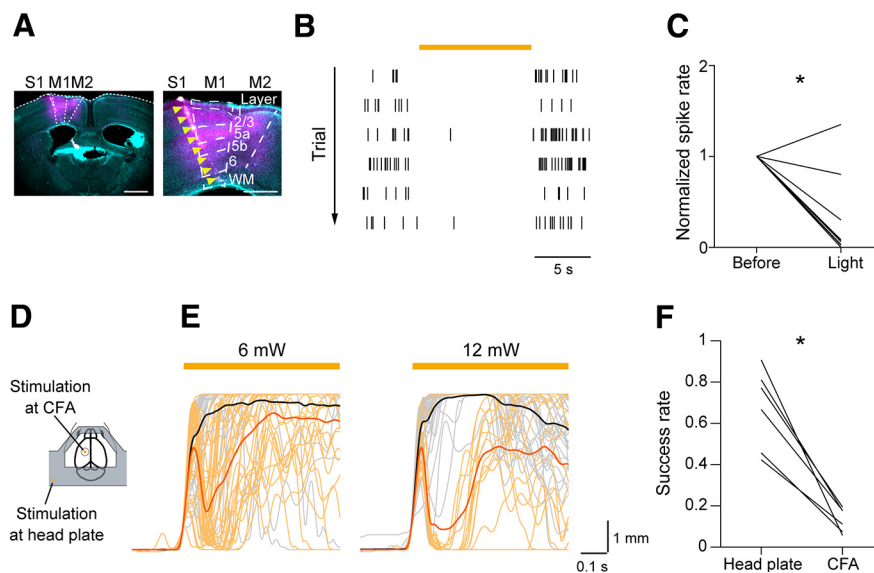 A
S1 M1M2
S1 M1 M2
Layer
1
2/3
5a
5b
6
WM
B
Trial
5 s
C
Normalized spike rate
2
1
0
*
Before
Light
D
Stimulation
at CFA
Stimulation
at head plate
E
6 mW
12 mW
1 mm
0.1 s
F
Success rate
1
0.8
0.6
0.4
0.2
0
*
Head plate
CFA